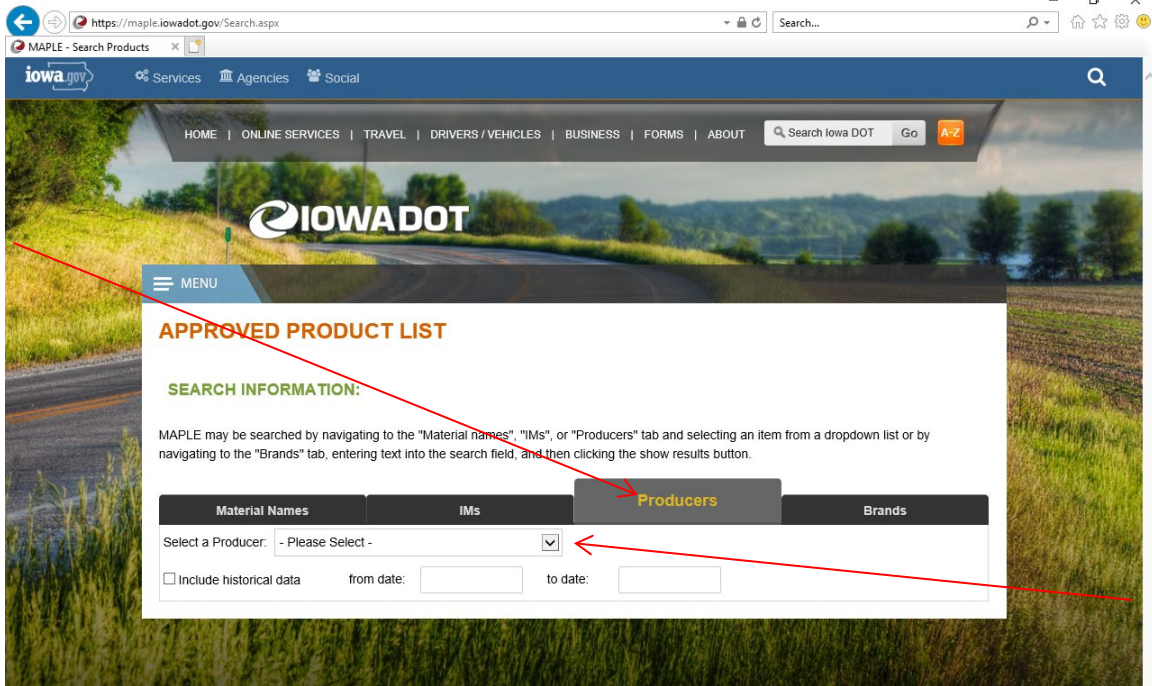 https://maple.iowadot.gov/Search.aspx
Search...
MAPLE - Search Products
iowa.gov Services Agencies Social
HOME | ONLINE SERVICES | TRAVEL | DRIVERS / VEHICLES | BUSINESS | FORMS | ABOUT Search Iowa DOT Go A-Z
IOWADOT
MENU
APPROVED PRODUCT LIST
SEARCH INFORMATION:
MAPLE may be searched by navigating to the "Material names", "IMs", or "Producers" tab and selecting an item from a dropdown list or by
navigating to the "Brands" tab, entering text into the search field, and then clicking the show results button.
Material Names IMs Producers Brands
Select a Producer: - Please Select -
Include historical data from date: to date: